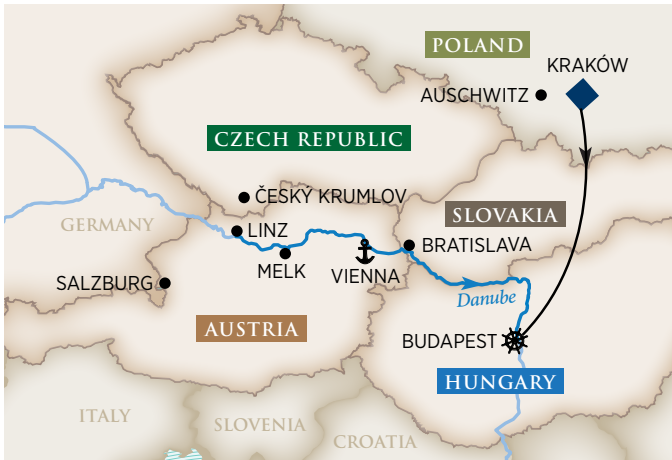 POLAND
KRAKÓW
AUSCHWITZ
CZECH REPUBLIC
ČESKÝ KRUMLOV
SLOVAKIA
GERMANY
LINZ
BRATISLAVA
MELK
VIENNA
SALZBURG
Danube
AUSTRIA
BUDAPEST
HUNGARY
ITALY
SLOVENIA
CROATIA